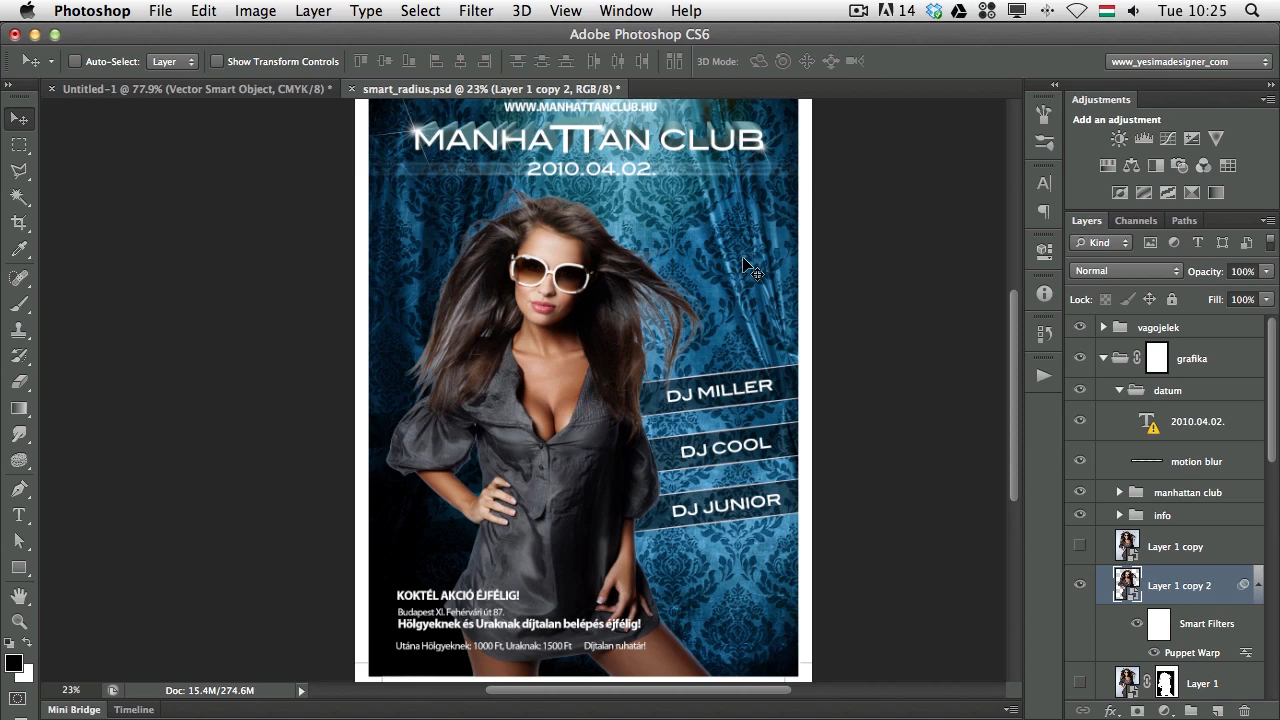 Photoshop File Edit Image Layer Type Select Filter 3D View Window Help 14 Tue 10:25
Adobe Photoshop CS6
Auto-Select: Layer Show Transform Controls 3D Mode: www_yesimadesigner_com
Untitled-1 @ 77.9% (Vector Smart Object, CMYK/8) * smart_radius.psd @ 23% (Layer 1 copy 2, RGB/8) *
WWW.MANHATTANCLUB.HU
MANHATTAN CLUB
2010.04.02.
DJ MILLER
DJ COOL
DJ JUNIOR
KOKTÉL AKCIÓ ÉJFÉLIG!
Budapest XI. Fehérvári út 87.
Hölgyeknek és Uraknak díjtalan belépés éjfélig!
Utána Hölgyeknek: 1000 Ft, Uraknak: 1500 Ft Díjtalan ruhatár!
Adjustments
Add an adjustment
Layers Channels Paths
Kind
Normal Opacity: 100%
Lock: Fill: 100%
vagojelek
grafika
datum
T 2010.04.02.
motion blur
manhattan club
info
Layer 1 copy
Layer 1 copy 2
Smart Filters
Puppet Warp
Layer 1
23% Doc: 15.4M/274.6M
Mini Bridge Timeline